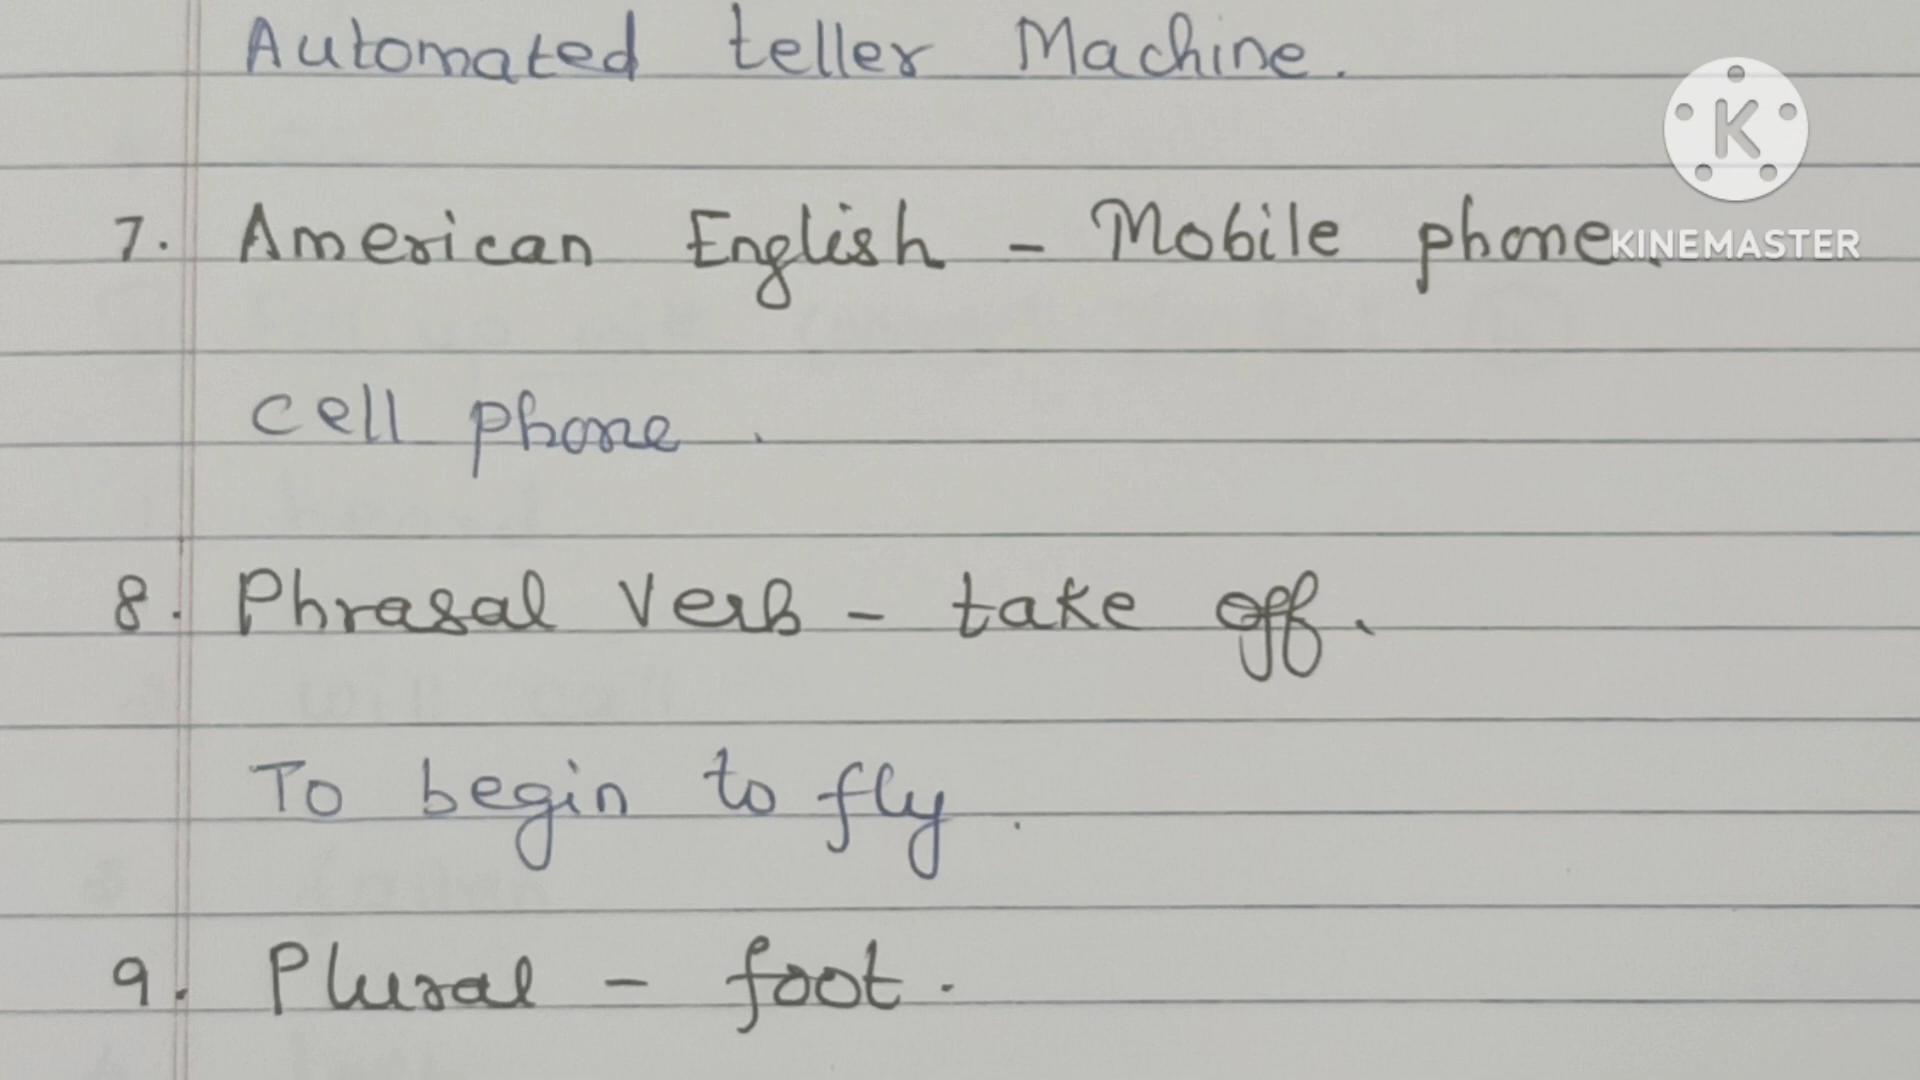 Automated teller Machine.
7. American English - Mobile phone.
KINEMASTER
cell phone.
8. Phrasal Verb - take off.
To begin to fly.
9. Plural - foot.